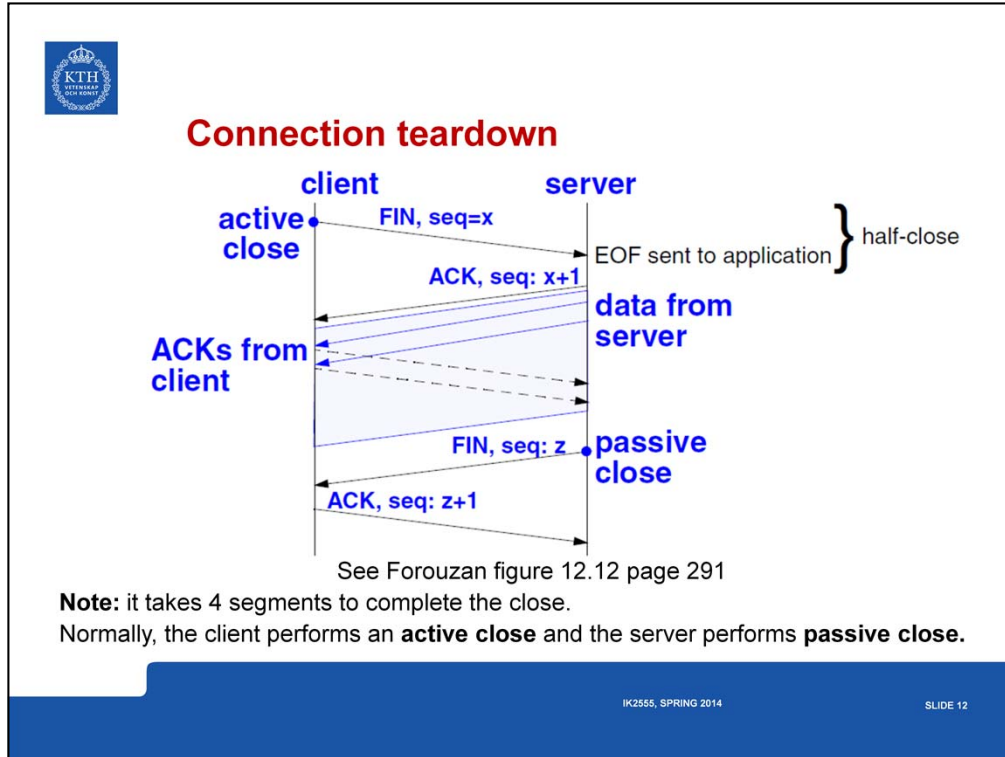 KTH
VETENSKAP
OCH KONST
Connection teardown
client
server
active
close
FIN, seq=x
EOF sent to application
} half-close
ACK, seq: x+1
data from
server
ACKs from
client
FIN, seq: z
passive
close
ACK, seq: z+1
See Forouzan figure 12.12 page 291
Note: it takes 4 segments to complete the close.
Normally, the client performs an active close and the server performs passive close.
IK2555, SPRING 2014
SLIDE 12